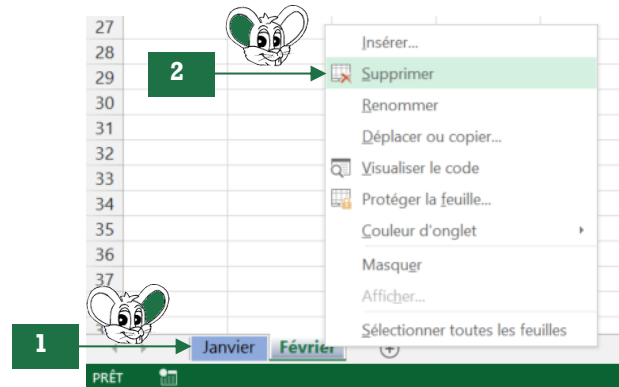 27
28
29
30
31
32
33
34
35
36
37
2
Insérer...
Supprimer
Renommer
Déplacer ou copier...
Visualiser le code
Protéger la feuille...
Couleur d'onglet
Masquer
Afficher...
Sélectionner toutes les feuilles
1
Janvier Février
PRÊT